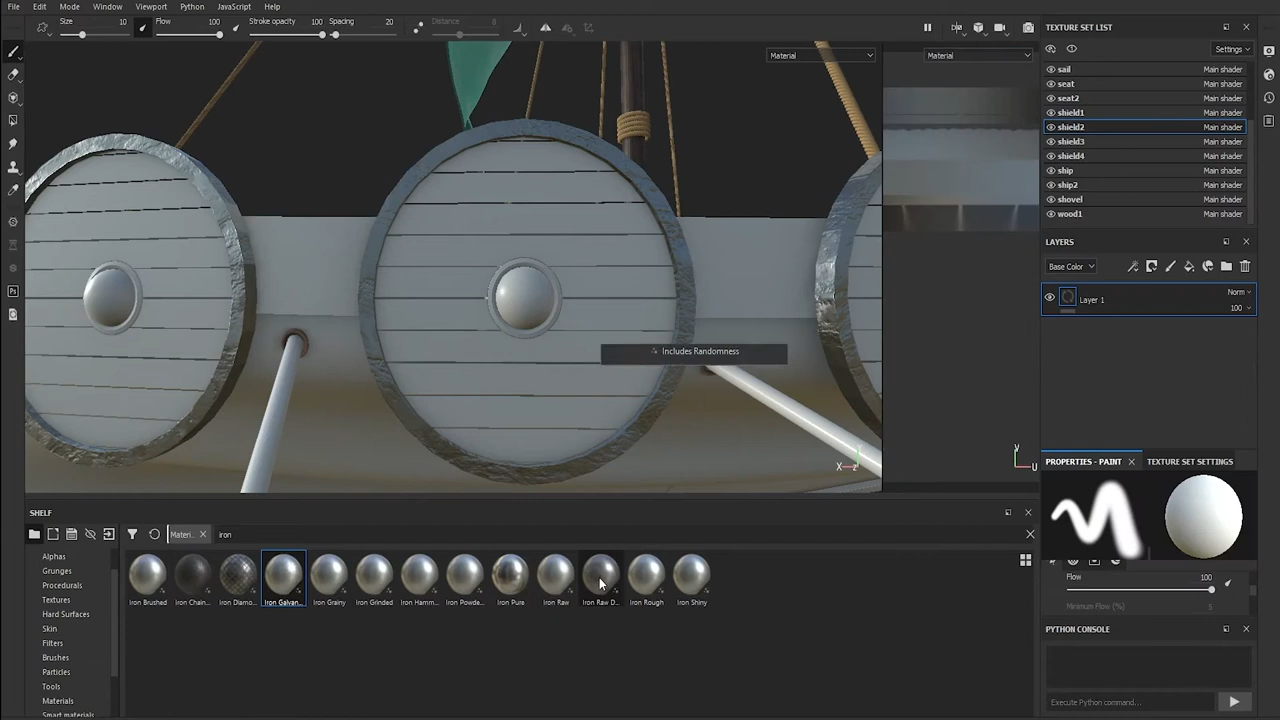 File Edit Mode Window Viewport Python JavaScript Help
Size 10 Flow 100 Stroke opacity 100 Spacing 20 Distance 8
Material
Material
X Z
Y
U
Includes Randomness
TEXTURE SET LIST
Settings
sail Main shader
seat Main shader
seat2 Main shader
shield1 Main shader
shield2 Main shader
shield3 Main shader
shield4 Main shader
ship Main shader
ship2 Main shader
shovel Main shader
wood1 Main shader
LAYERS
Base Color
Layer 1 Norm
100
PROPERTIES - PAINT TEXTURE SET SETTINGS
Flow 100
Minimum Flow (%) 5
PYTHON CONSOLE
Execute Python command...
SHELF
Ps
Materi... iron
Alphas
Grunges
Procedurals
Textures
Hard Surfaces
Skin
Filters
Brushes
Particles
Tools
Materials
Smart materials
Iron Brushed Iron Chain... Iron Diamo... Iron Galvan... Iron Grainy Iron Grinded Iron Hamm... Iron Powde... Iron Pure Iron Raw Iron Raw D... Iron Rough Iron Shiny